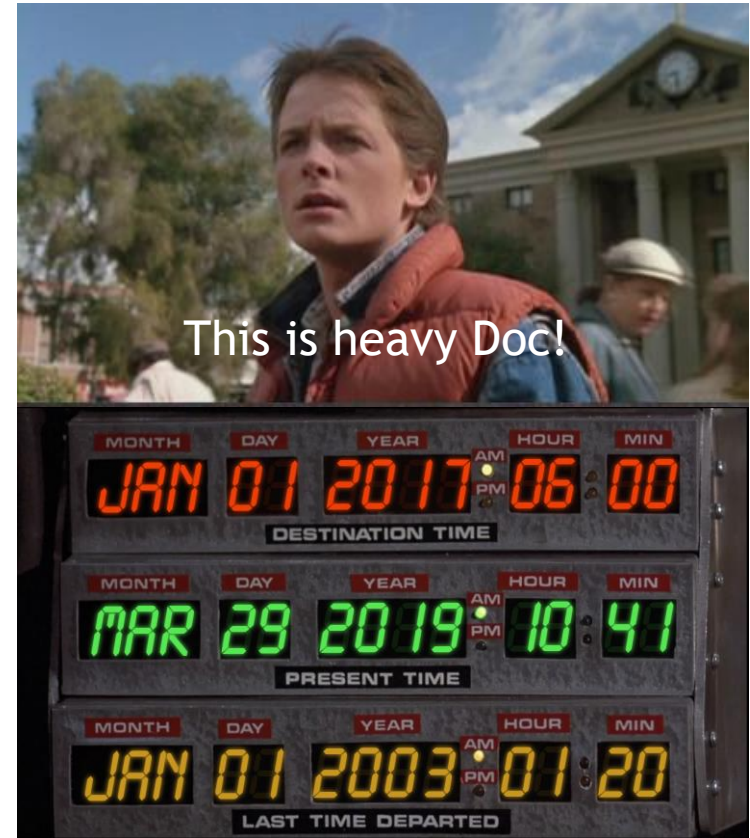 This is heavy Doc!
MONTH DAY YEAR AM HOUR MIN
JAN 01 2017 PM 06 00
DESTINATION TIME
MONTH DAY YEAR AM HOUR MIN
MAR 29 2019 PM 10 41
PRESENT TIME
MONTH DAY YEAR AM HOUR MIN
JAN 01 2003 PM 01 20
LAST TIME DEPARTED